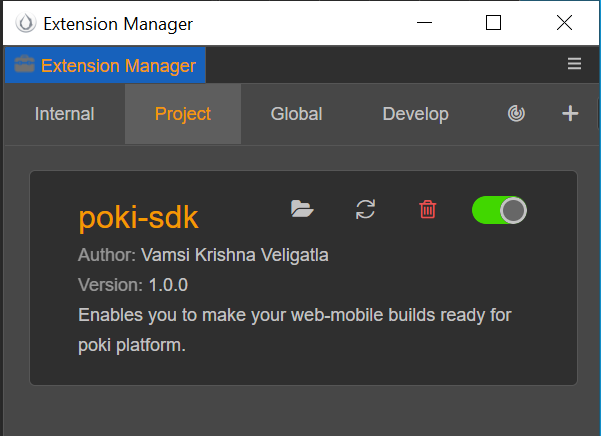 Extension Manager
Extension Manager
Internal Project Global Develop
poki-sdk
Author: Vamsi Krishna Veligatla
Version: 1.0.0
Enables you to make your web-mobile builds ready for
poki platform.